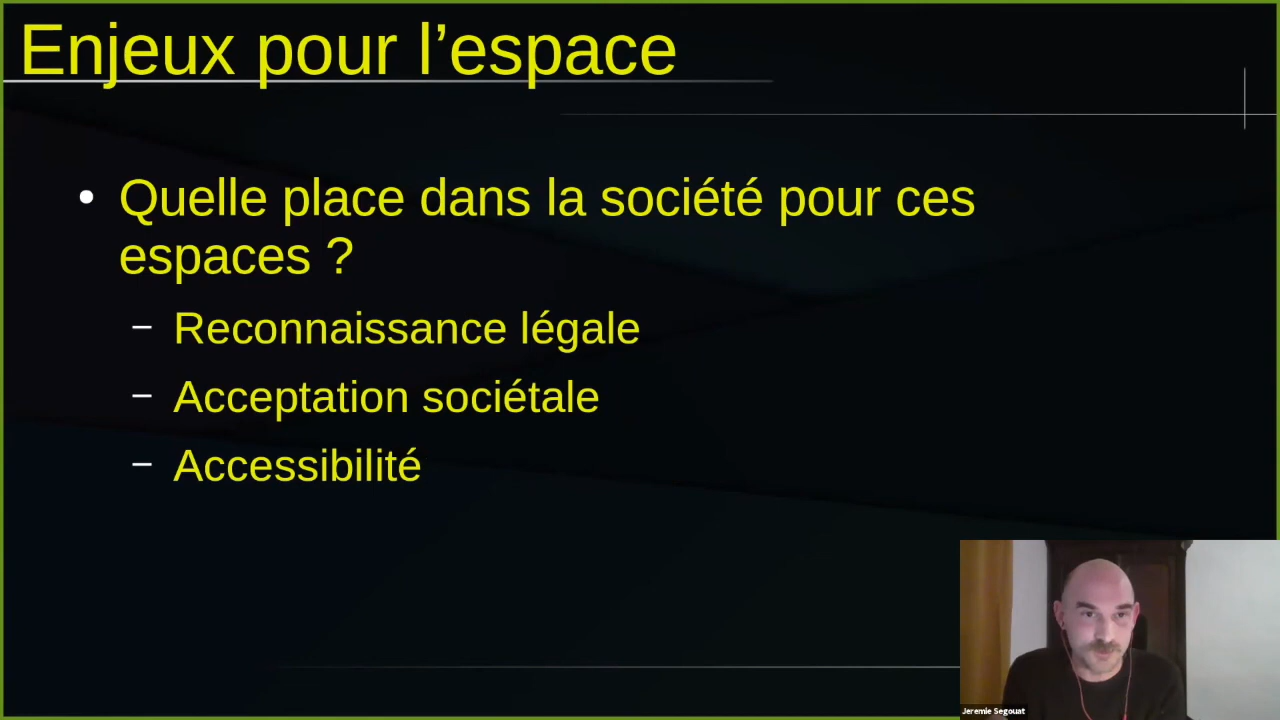 Enjeux pour l’espace
• Quelle place dans la société pour ces
espaces ?
– Reconnaissance légale
– Acceptation sociétale
– Accessibilité
Jeremie Segouat